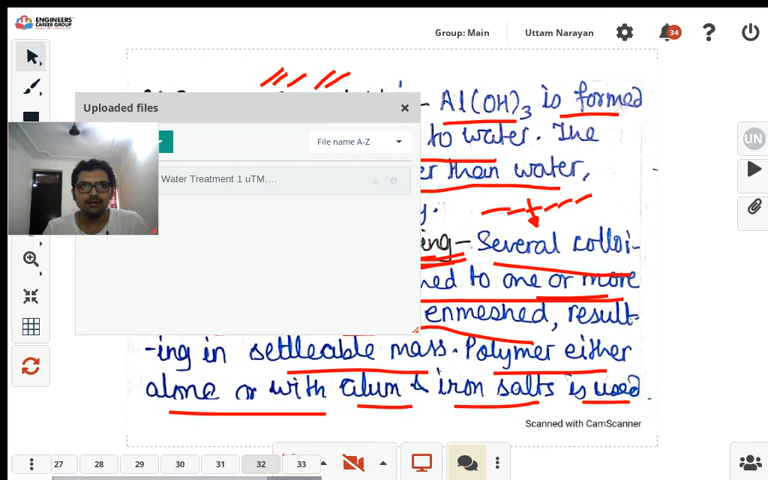 ENGINEERS
CAREER GROUP
Group: Main
Uttam Narayan
34
Uploaded files
File name A-Z
Water Treatment 1 uTM....
UN
- Al(OH)3 is formed
to water. The
er than water,
y.
ing - Several colloi-
ned to one or more
enmeshed, result-
-ing in settleable mass. Polymer either
alone or with alum & iron salts is used.
Scanned with CamScanner
27 28 29 30 31 32 33